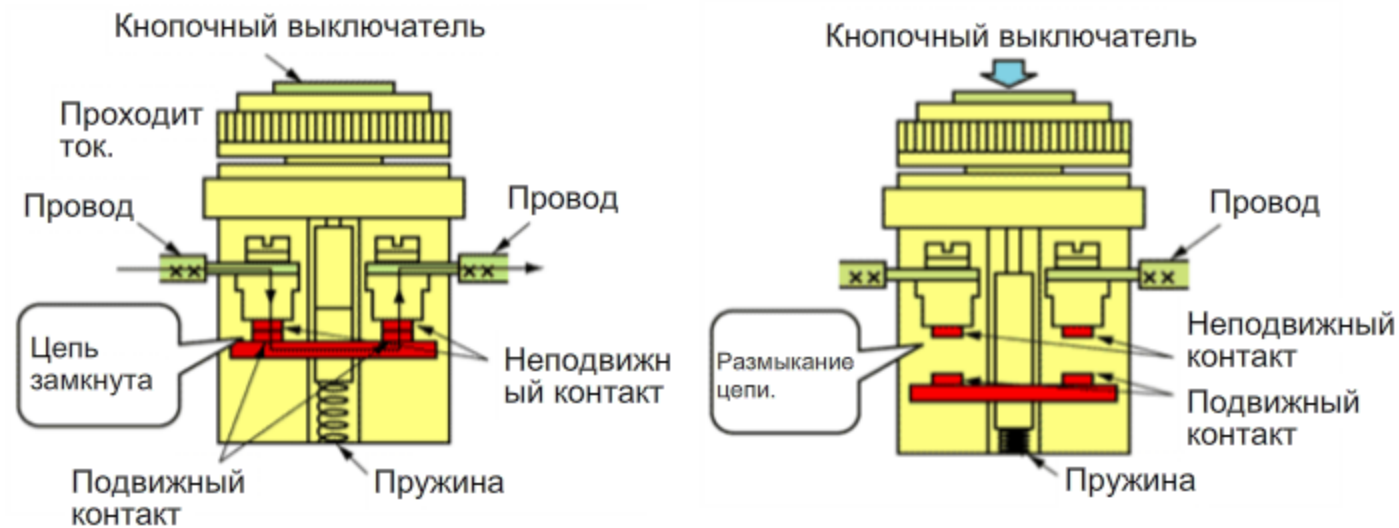 Кнопочный выключатель
Проходит
ток.
Провод
Провод
Цепь
замкнута
Неподвижн
ый контакт
Подвижный
контакт
Пружина
Кнопочный выключатель
Провод
Размыкание
цепи.
Неподвижный
контакт
Подвижный
контакт
Пружина